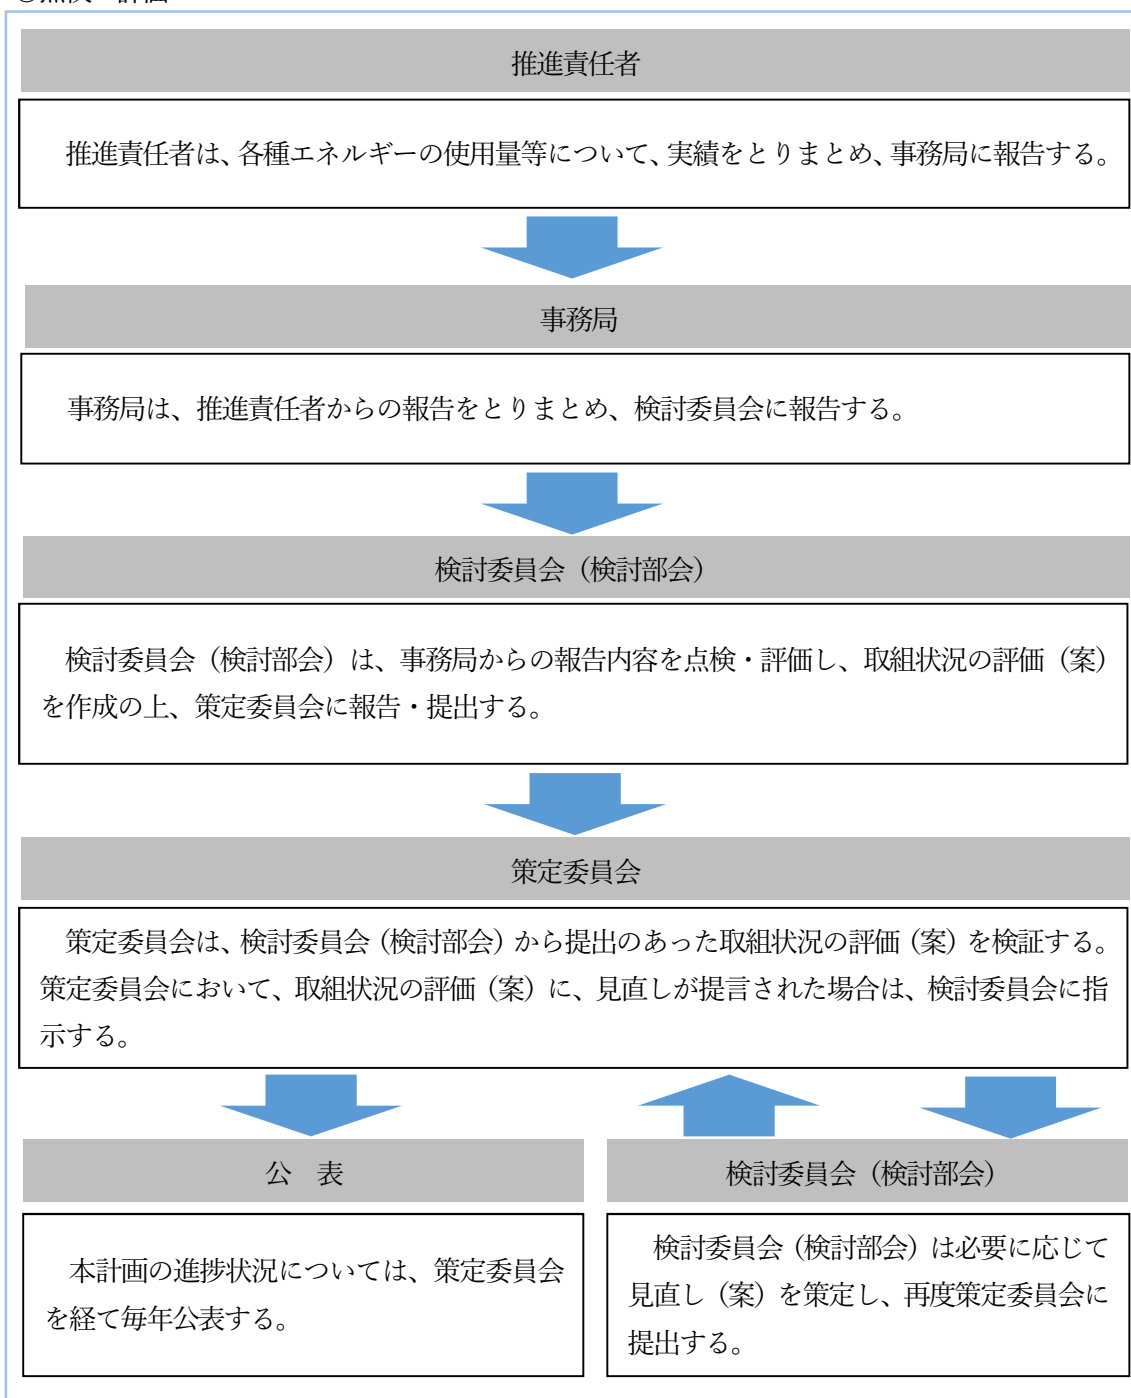 推進責任者
推進責任者は、各種エネルギーの使用量等について、実績をとりまとめ、事務局に報告する。
事務局
事務局は、推進責任者からの報告をとりまとめ、検討委員会に報告する。
検討委員会（検討部会）
検討委員会（検討部会）は、事務局からの報告内容を点検・評価し、取組状況の評価（案）
を作成の上、策定委員会に報告・提出する。
策定委員会
策定委員会は、検討委員会（検討部会）から提出のあった取組状況の評価（案）を検証する。
策定委員会において、取組状況の評価（案）に、見直しが提言された場合は、検討委員会に指
示する。
公　表
本計画の進捗状況については、策定委員会
を経て毎年公表する。
検討委員会（検討部会）
検討委員会（検討部会）は必要に応じて
見直し（案）を策定し、再度策定委員会に
提出する。